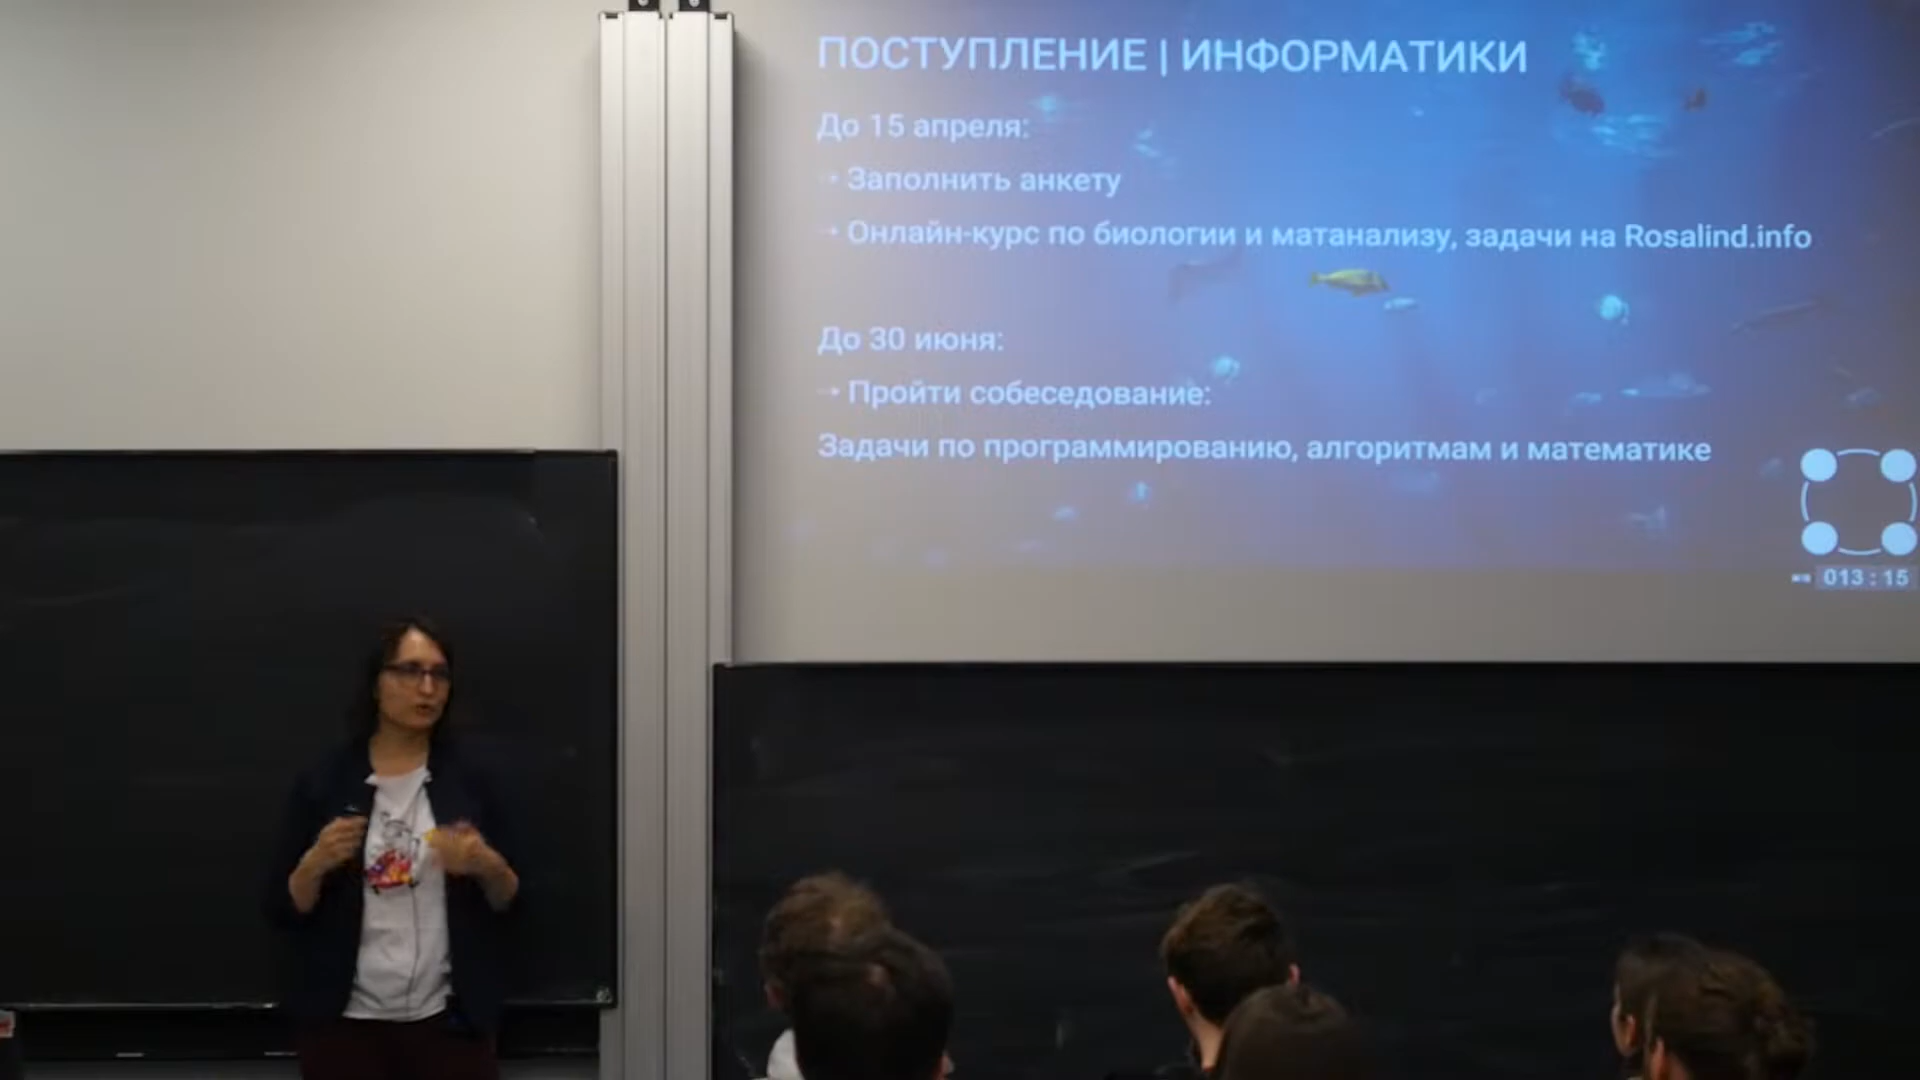 ПОСТУПЛЕНИЕ | ИНФОРМАТИКИ
До 15 апреля:
→ Заполнить анкету
→ Онлайн-курс по биологии и матанализу, задачи на Rosalind.info
До 30 июня:
→ Пройти собеседование:
Задачи по программированию, алгоритмам и математике
013:15